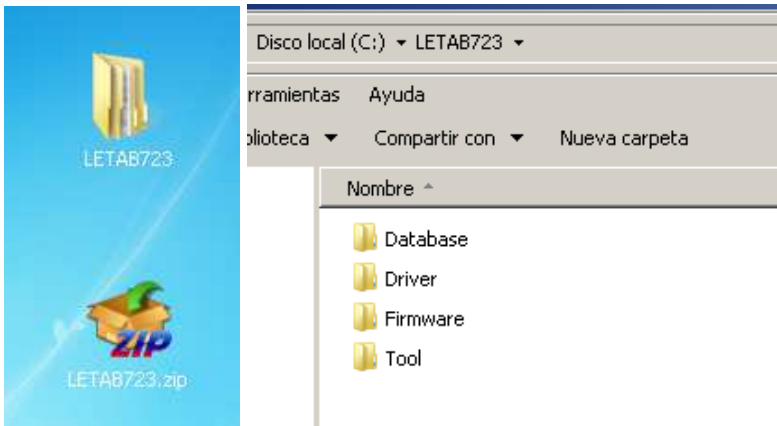 LETAB723
ZIP
LETAB723.zip
Disco local (C:) LETAB723
rramientas Ayuda
blioteca Compartir con Nueva carpeta
Nombre
Database
Driver
Firmware
Tool